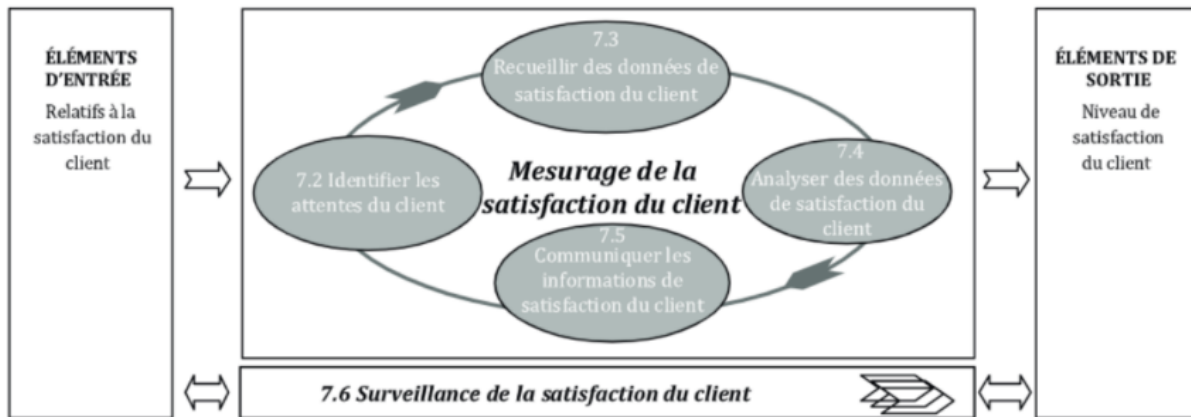 ÉLÉMENTS
D'ENTRÉE
Relatifs à la
satisfaction du
client
7.3
Recueillir des données de
satisfaction du client
7.2 Identifier les
attentes du client
Mesurage de la
satisfaction du client
7.4
Analyser des données
de satisfaction du
client
7.5
Communiquer les
informations de
satisfaction du client
ÉLÉMENTS DE
SORTIE
Niveau de
satisfaction
du client
7.6 Surveillance de la satisfaction du client